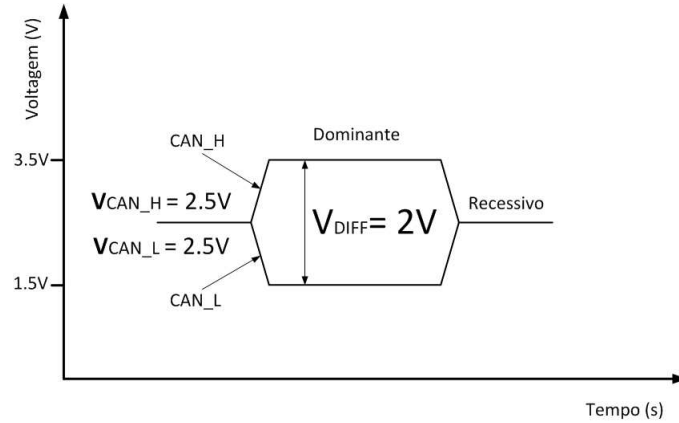 Voltagem (V)
CAN_H
Dominante
3.5V
VCAN_H = 2.5V
Recessivo
VDIFF= 2V
VCAN_L = 2.5V
1.5V
CAN_L
Tempo (s)